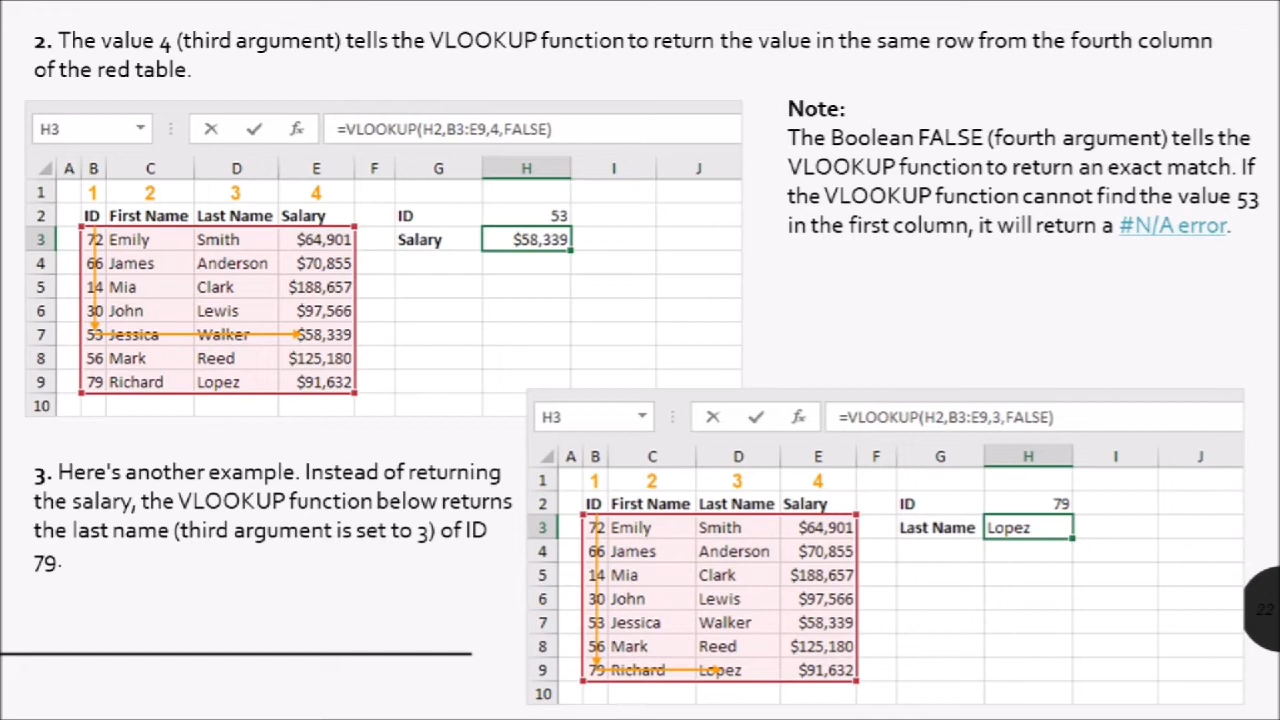 2. The value 4 (third argument) tells the VLOOKUP function to return the value in the same row from the fourth column
of the red table.
H3 =VLOOKUP(H2,B3:E9,4,FALSE)
A B C D E F G H I J
1 1 2 3 4
2 ID First Name Last Name Salary ID 53
3 72 Emily Smith $64,901 Salary $58,339
4 66 James Anderson $70,855
5 14 Mia Clark $188,657
6 30 John Lewis $97,566
7 53 Jessica Walker $58,339
8 56 Mark Reed $125,180
9 79 Richard Lopez $91,632
10
Note:
The Boolean FALSE (fourth argument) tells the
VLOOKUP function to return an exact match. If
the VLOOKUP function cannot find the value 53
in the first column, it will return a #N/A error.
3. Here's another example. Instead of returning
the salary, the VLOOKUP function below returns
the last name (third argument is set to 3) of ID
79.
H3 fx =VLOOKUP(H2,B3:E9,3,FALSE)
A B C D E F G H I J
1 1 2 3 4
2 ID First Name Last Name Salary ID 79
3 72 Emily Smith $64,901 Last Name Lopez
4 66 James Anderson $70,855
5 14 Mia Clark $188,657
6 30 John Lewis $97,566
7 53 Jessica Walker $58,339
8 56 Mark Reed $125,180
9 79 Richard Lopez $91,632
10
22